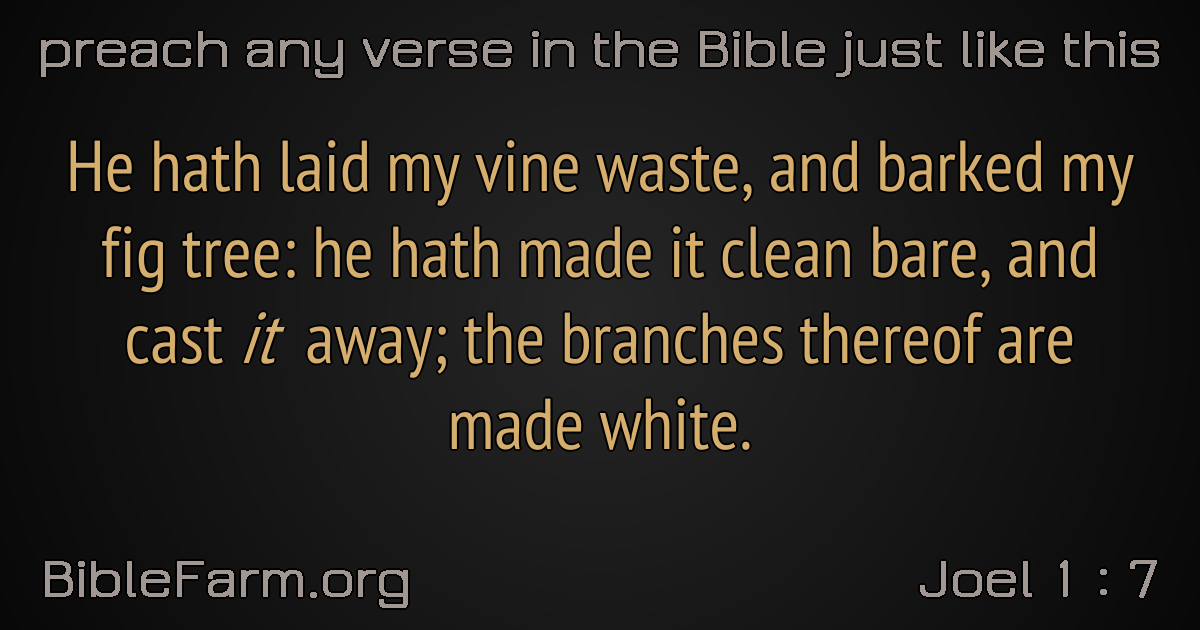 preach any verse in the Bible just like this
He hath laid my vine waste, and barked my
fig tree: he hath made it clean bare, and
cast it away; the branches thereof are
made white.
BibleFarm.org
Joel 1 : 7